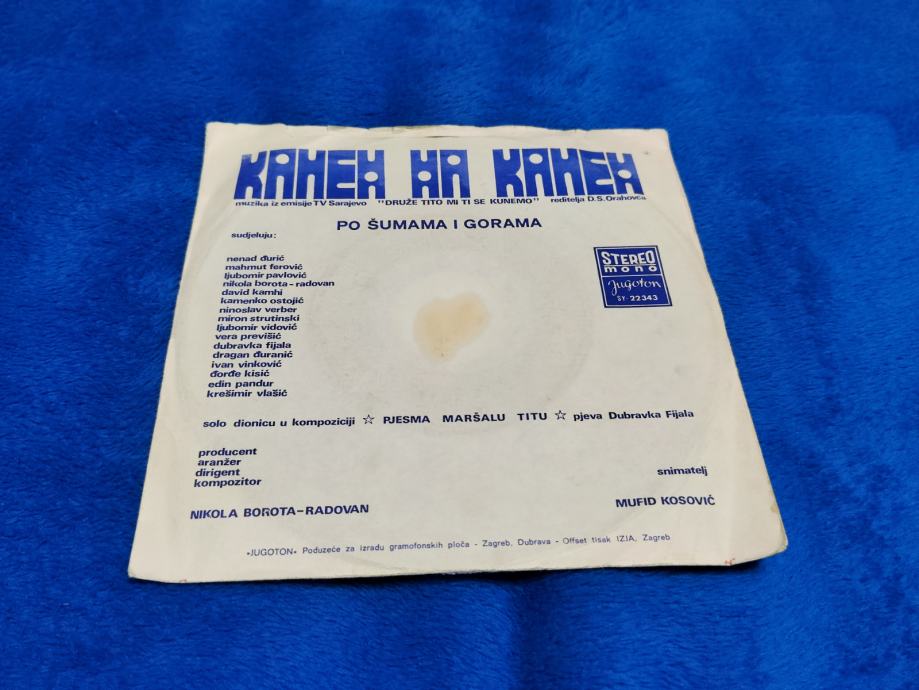 KAMEN NA KAMEN
muzika iz emisije TV Sarajevo "DRUŽE TITO MI TI SE KUNEMO" reditelja D.S. Orahovca
PO ŠUMAMA I GORAMA
sudjeluju:
nenad đurić
mahmut ferović
ljubomir pavlović
nikola borota-radovan
david kamhi
kamenko ostojić
ninoslav verber
miron strutinski
ljubomir vidović
vera previšić
dubravka fijala
dragan đuranić
ivan vinković
đorđe kisić
edin pandur
krešimir vlašić
STEREO
mono
Jugoton
SY-22343
solo dionicu u kompoziciji ☆ PJESMA MARŠALU TITU ☆ pjeva Dubravka Fijala
producent
aranžer
dirigent
kompozitor
NIKOLA BOROTA-RADOVAN
snimatelj
MUFID KOSOVIĆ
»JUGOTON« Poduzeće za izradu gramofonskih ploča - Zagreb, Dubrava - Offset tisak IZIA, Zagreb